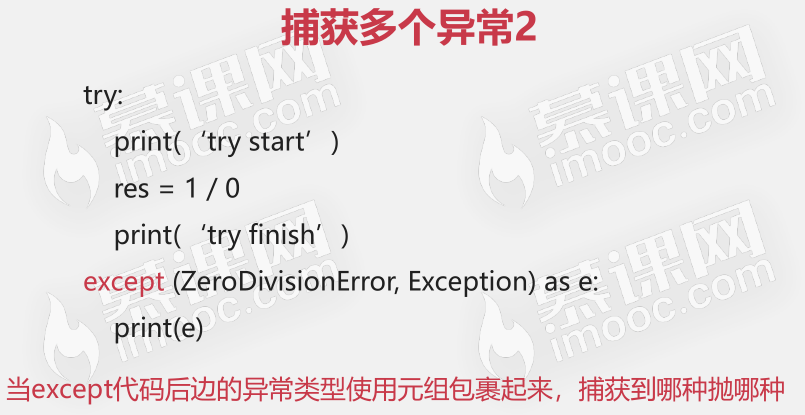 捕获多个异常2
try:
print(‘try start’)
res = 1 / 0
print(‘try finish’)
except (ZeroDivisionError, Exception) as e:
print(e)
当except代码后边的异常类型使用元组包裹起来，捕获到哪种抛哪种
慕课网
imooc.com
慕课网
imooc.com
慕课网
imooc.com
慕课网
imooc.com